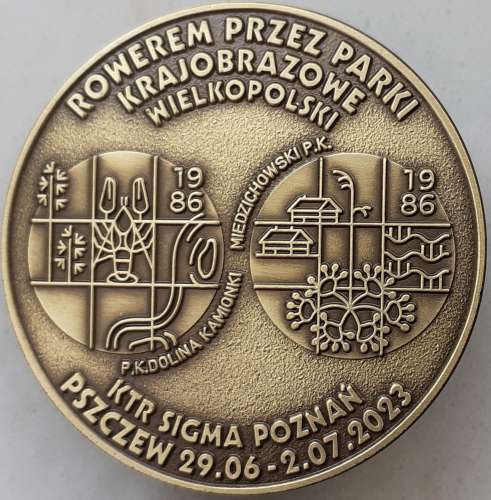 ROWEREM PRZEZ PARKI
KRAJOBRAZOWE
WIELKOPOLSKI
19
86
P.K.DOLINA KAMIONKI
MIEDZICHOWSKI P.K.
19
86
KTR SIGMA POZNAŃ
PSZCZEW 29.06-2.07.2023